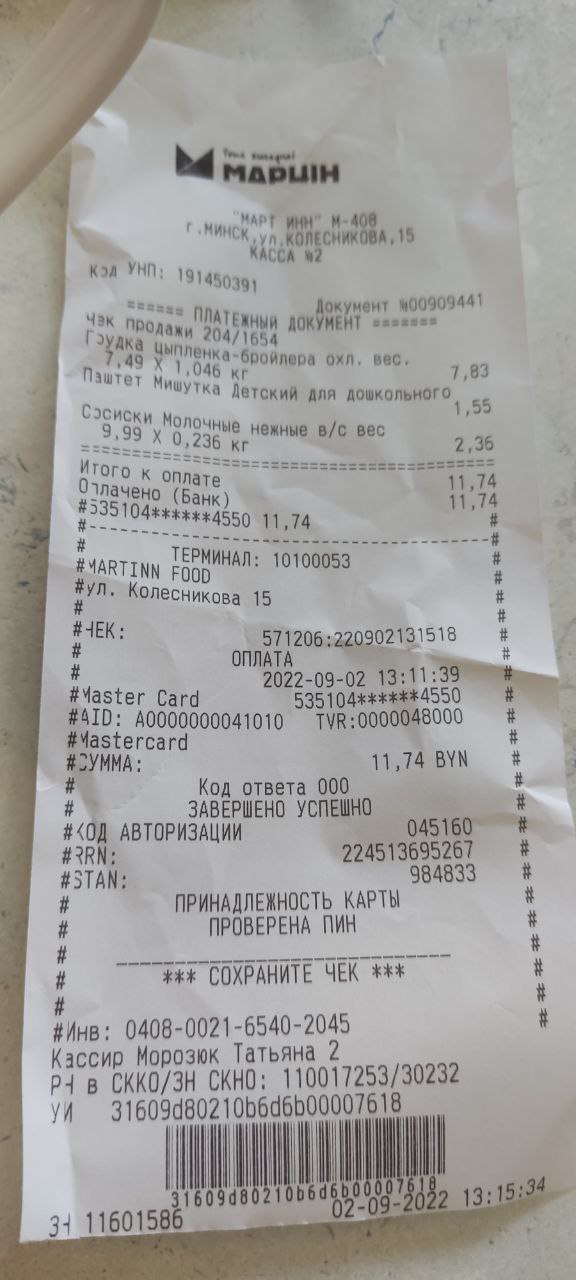 МАРЦІН
"МАРТ ИНН" М-408
г.МИНСК,ул.КОЛЕСНИКОВА,15
КАССА №2
Код УНП: 191450391
Документ №00909441
====== ПЛАТЕЖНЫЙ ДОКУМЕНТ =======
Чек продажи 204/1654
Грудка цыпленка-бройлера охл. вес.
7,49 X 1,046 кг 7,83
Паштет Мишутка Детский для дошкольного
1,55
Сосиски Молочные нежные в/с вес
9,99 X 0,236 кг 2,36
========================================
Итого к оплате 11,74
Оплачено (Банк) 11,74
#535104******4550 11,74 #
#--------------------------------------#
# ТЕРМИНАЛ: 10100053 #
#MARTINN FOOD #
#ул. Колесникова 15 #
# #
#ЧЕК: 571206:220902131518 #
# ОПЛАТА #
# 2022-09-02 13:11:39 #
#Master Card 535104******4550 #
#AID: A0000000041010 TVR:0000048000 #
#Mastercard #
#СУММА: 11,74 BYN #
# Код ответа 000 #
# ЗАВЕРШЕНО УСПЕШНО #
#КОД АВТОРИЗАЦИИ 045160 #
#RRN: 224513695267 #
#STAN: 984833 #
# ПРИНАДЛЕЖНОСТЬ КАРТЫ #
# ПРОВЕРЕНА ПИН #
# ____________________________ #
# *** СОХРАНИТЕ ЧЕК *** #
# #
#Инв: 0408-0021-6540-2045 #
Кассир Морозюк Татьяна 2
РН в СККО/ЗН СКНО: 110017253/30232
УИ 31609d80210b6d6b00007618
31609d80210b6d6b00007618
02-09-2022 13:15:34
ЗН 11601586